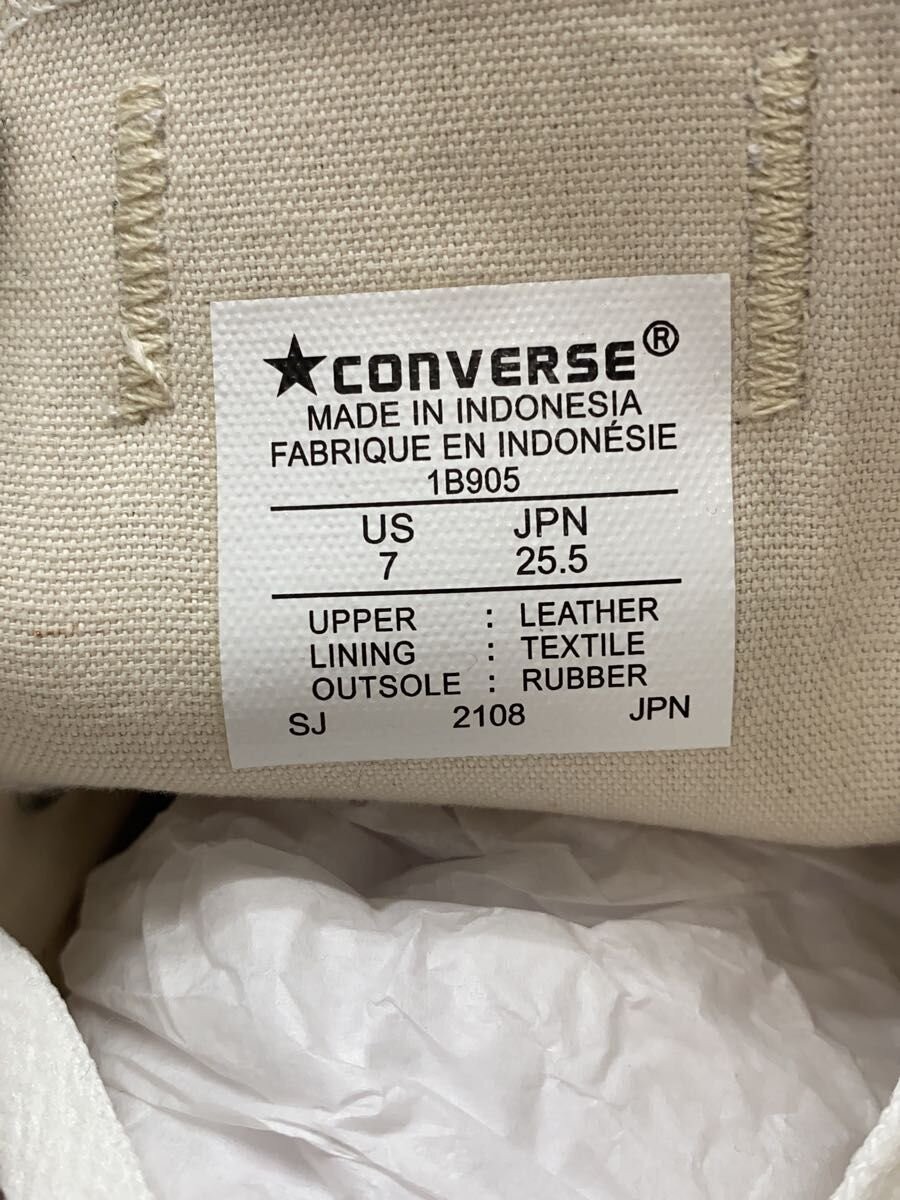 ★CONVERSE®
MADE IN INDONESIA
FABRIQUE EN INDONÉSIE
1B905
US JPN
7 25.5
UPPER : LEATHER
LINING : TEXTILE
OUTSOLE : RUBBER
SJ 2108 JPN